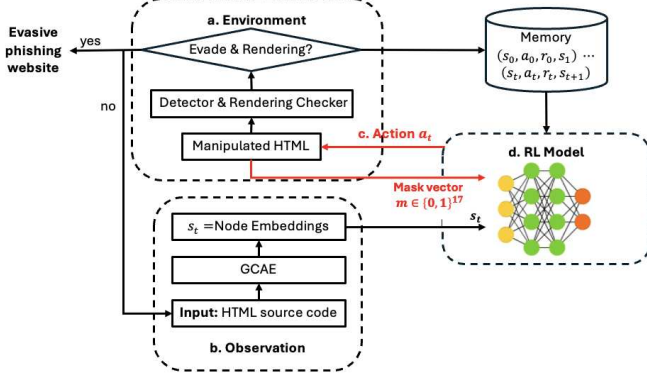 a. Environment
Evasive
phishing
website
yes
no
Evade & Rendering?
Detector & Rendering Checker
Manipulated HTML
Memory
(s₀, a₀, r₀, s₁) ⋯
(sₜ, aₜ, rₜ, sₜ₊₁)
c. Action aₜ
d. RL Model
Mask vector
m ∈ {0, 1}¹⁷
sₜ
sₜ =Node Embeddings
GCAE
Input: HTML source code
b. Observation